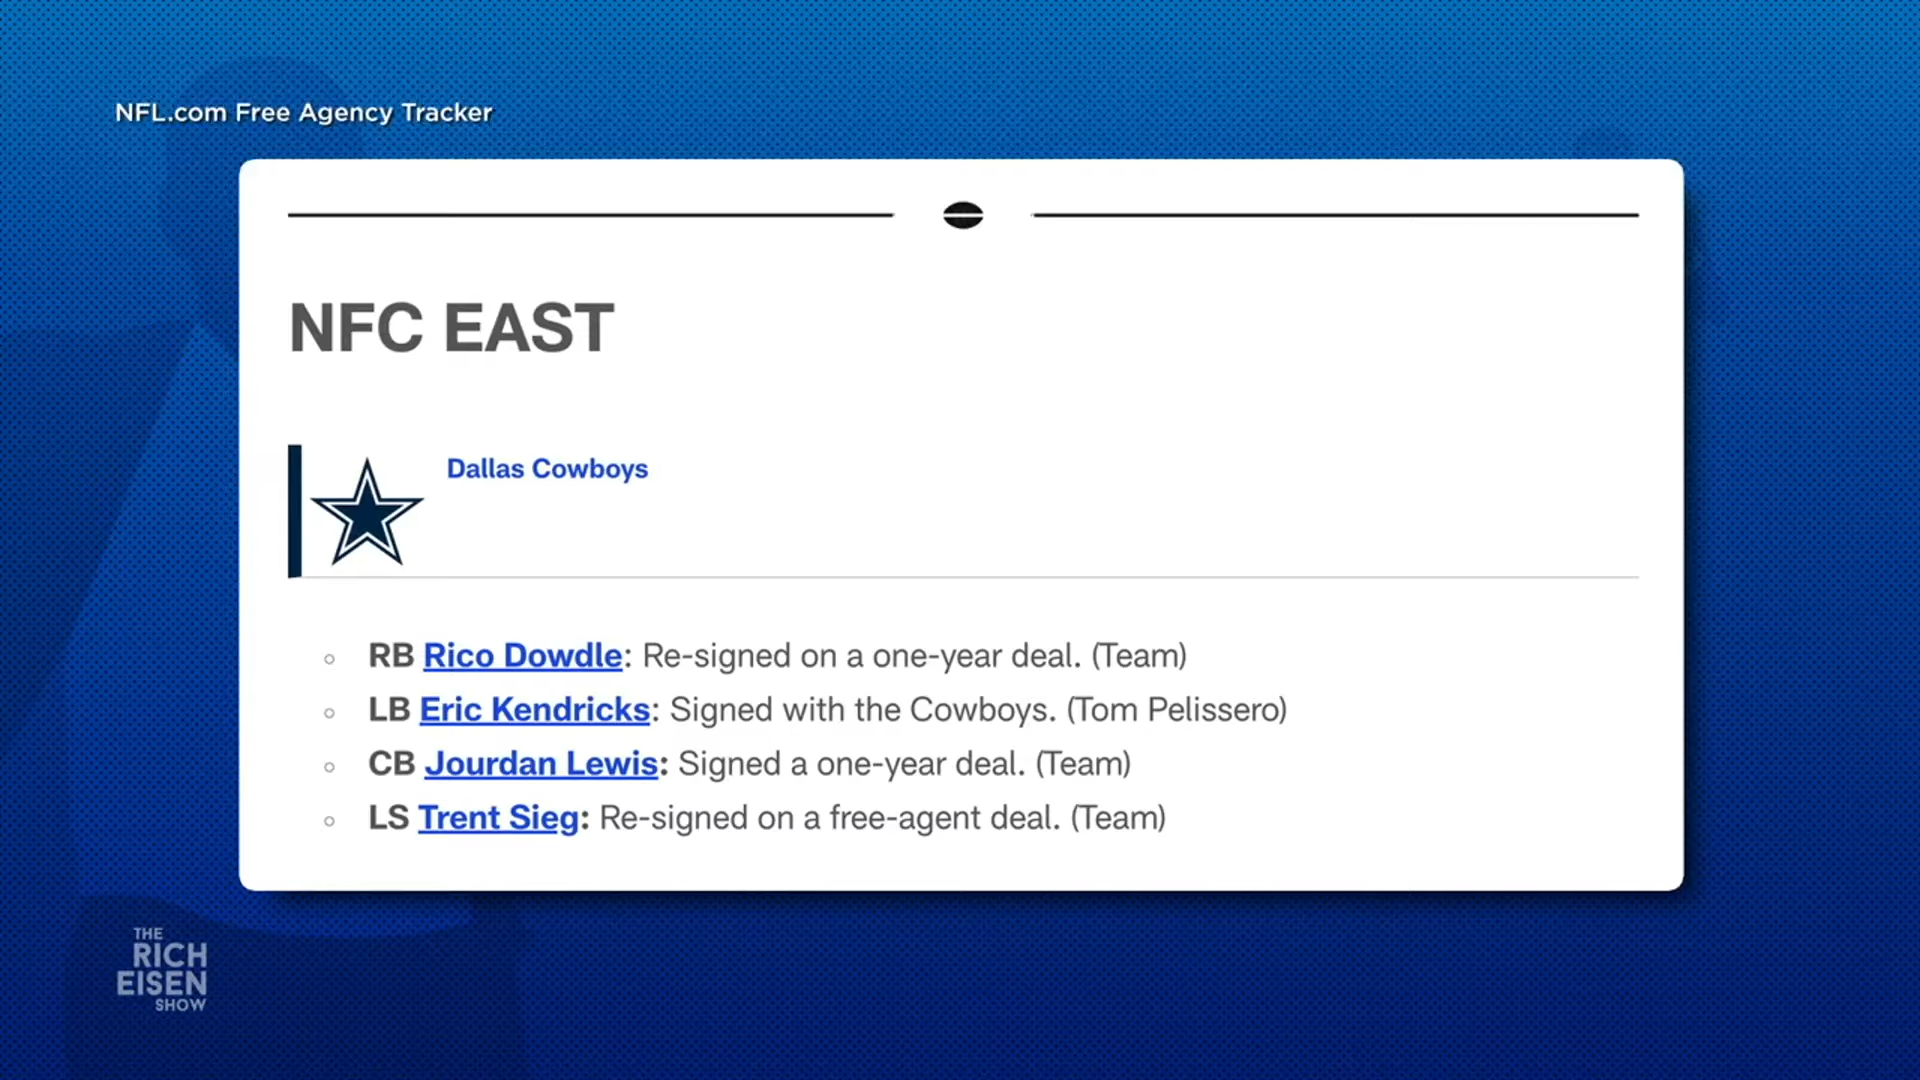 NFL.com Free Agency Tracker
NFC EAST
Dallas Cowboys
RB Rico Dowdle: Re-signed on a one-year deal. (Team)
LB Eric Kendricks: Signed with the Cowboys. (Tom Pelissero)
CB Jourdan Lewis: Signed a one-year deal. (Team)
LS Trent Sieg: Re-signed on a free-agent deal. (Team)
THE
RICH
EISEN
SHOW